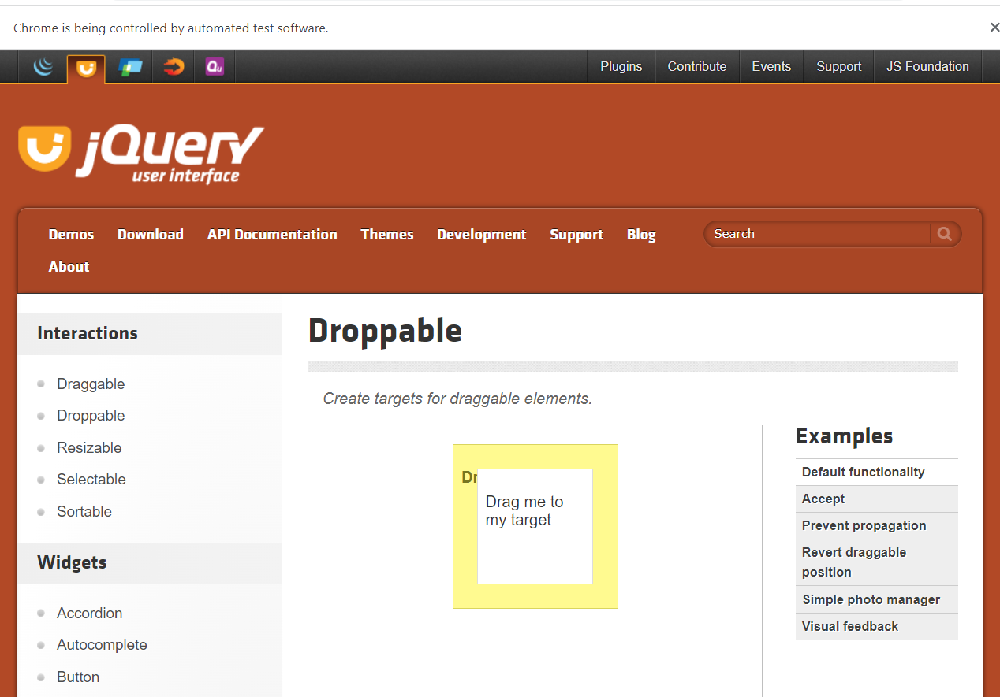 Chrome is being controlled by automated test software.
Plugins Contribute Events Support JS Foundation
jQuery
user interface
Demos Download API Documentation Themes Development Support Blog
Search
About
Interactions
Draggable
Droppable
Resizable
Selectable
Sortable
Widgets
Accordion
Autocomplete
Button
Droppable
Create targets for draggable elements.
Dr
Drag me to
my target
Examples
Default functionality
Accept
Prevent propagation
Revert draggable
position
Simple photo manager
Visual feedback